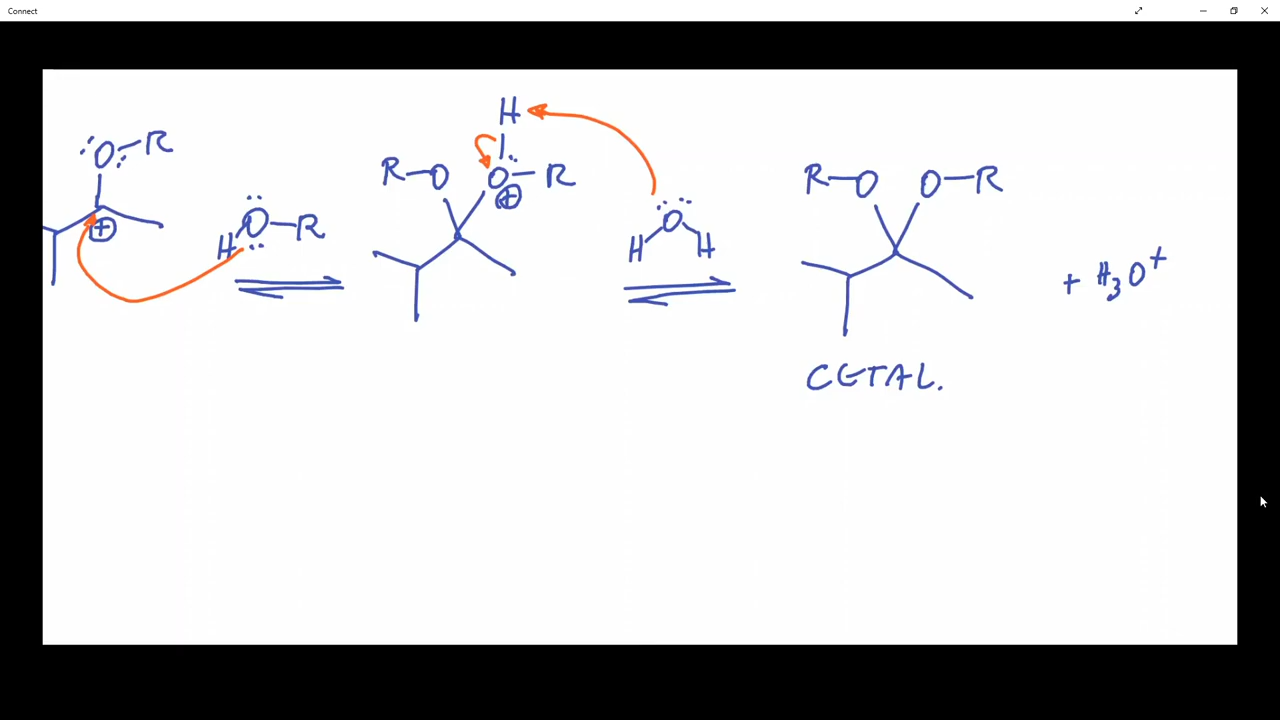 Connect
H
O-R
R-O
O-R
⊕
R-O
O-R
⊕
H O-R
O
H H
+ H₃O⁺
CETAL.